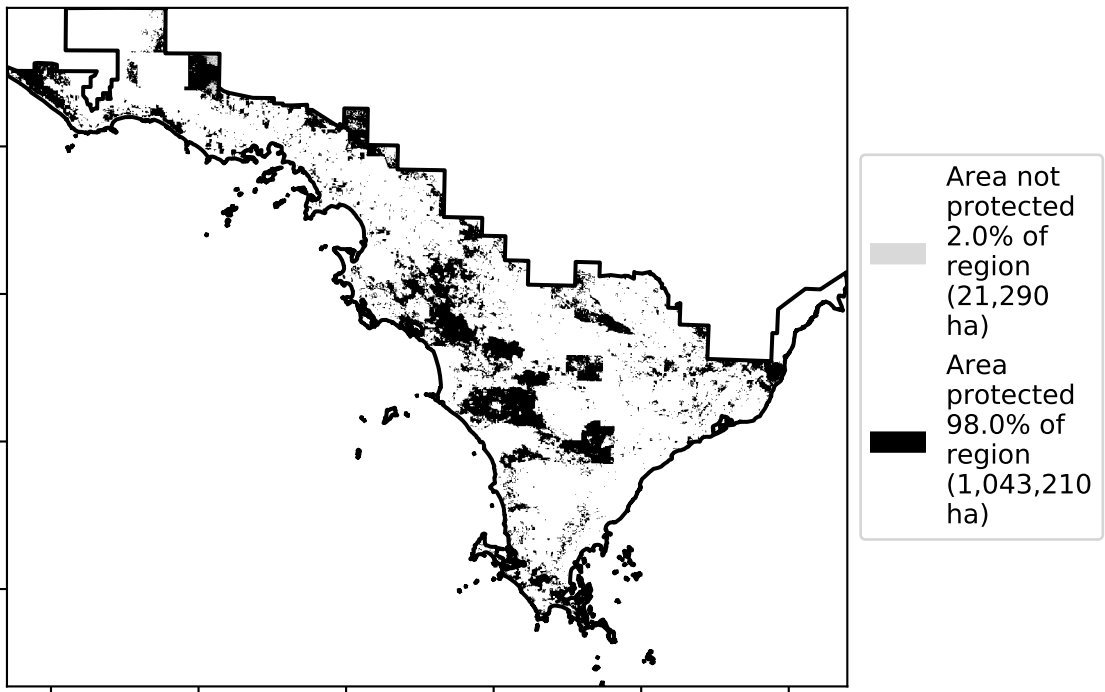 Area not
protected
2.0% of
region
(21,290
ha)
Area
protected
98.0% of
region
(1,043,210
ha)